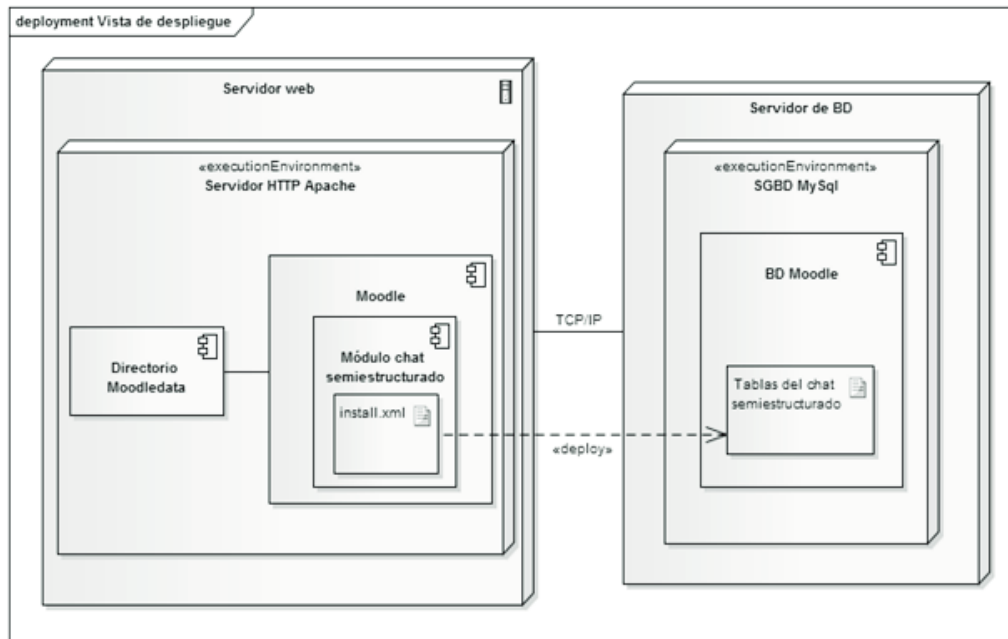 deployment Vista de despliegue
Servidor web
«executionEnvironment»
Servidor HTTP Apache
Moodle
Directorio
Moodledata
Módulo chat
semiestructurado
install.xml
TCP/IP
«deploy»
Servidor de BD
«executionEnvironment»
SGBD MySql
BD Moodle
Tablas del chat
semiestructurado